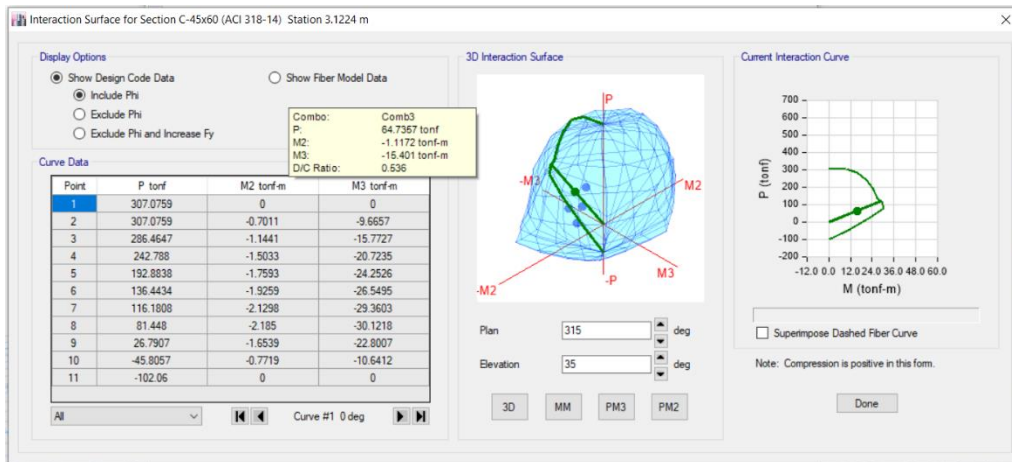 Interaction Surface for Section C-45x60 (ACI 318-14) Station 3.1224 m
Display Options
Show Design Code Data
Show Fiber Model Data
Include Phi
Exclude Phi
Exclude Phi and Increase Fy
Combo: Comb3
P: 64.7367 tonf
M2: -1.1172 tonf-m
M3: -15.401 tonf-m
D/C Ratio: 0.536
Curve Data
Point P tonf M2 tonf-m M3 tonf-m
1 307.0759 0 0
2 307.0759 -0.7011 -9.6657
3 286.4647 -1.1441 -15.7727
4 242.788 -1.5033 -20.7235
5 192.8838 -1.7593 -24.2526
6 136.4434 -1.9259 -26.5495
7 116.1808 -2.1298 -29.3603
8 81.448 -2.185 -30.1218
9 26.7907 -1.6539 -22.8007
10 -45.8057 -0.7719 -10.6412
11 -102.06 0 0
All
Curve #1 0 deg
3D Interaction Surface
P
-M3
M2
-M2
-P
M3
Plan 315 deg
Elevation 35 deg
3D MM PM3 PM2
Current Interaction Curve
700
600
500
400
300
200
100
0
-100
-200
P (tonf)
-12.0 0.0 12.0 24.0 36.0 48.0 60.0
M (tonf-m)
Superimpose Dashed Fiber Curve
Note: Compression is positive in this form.
Done